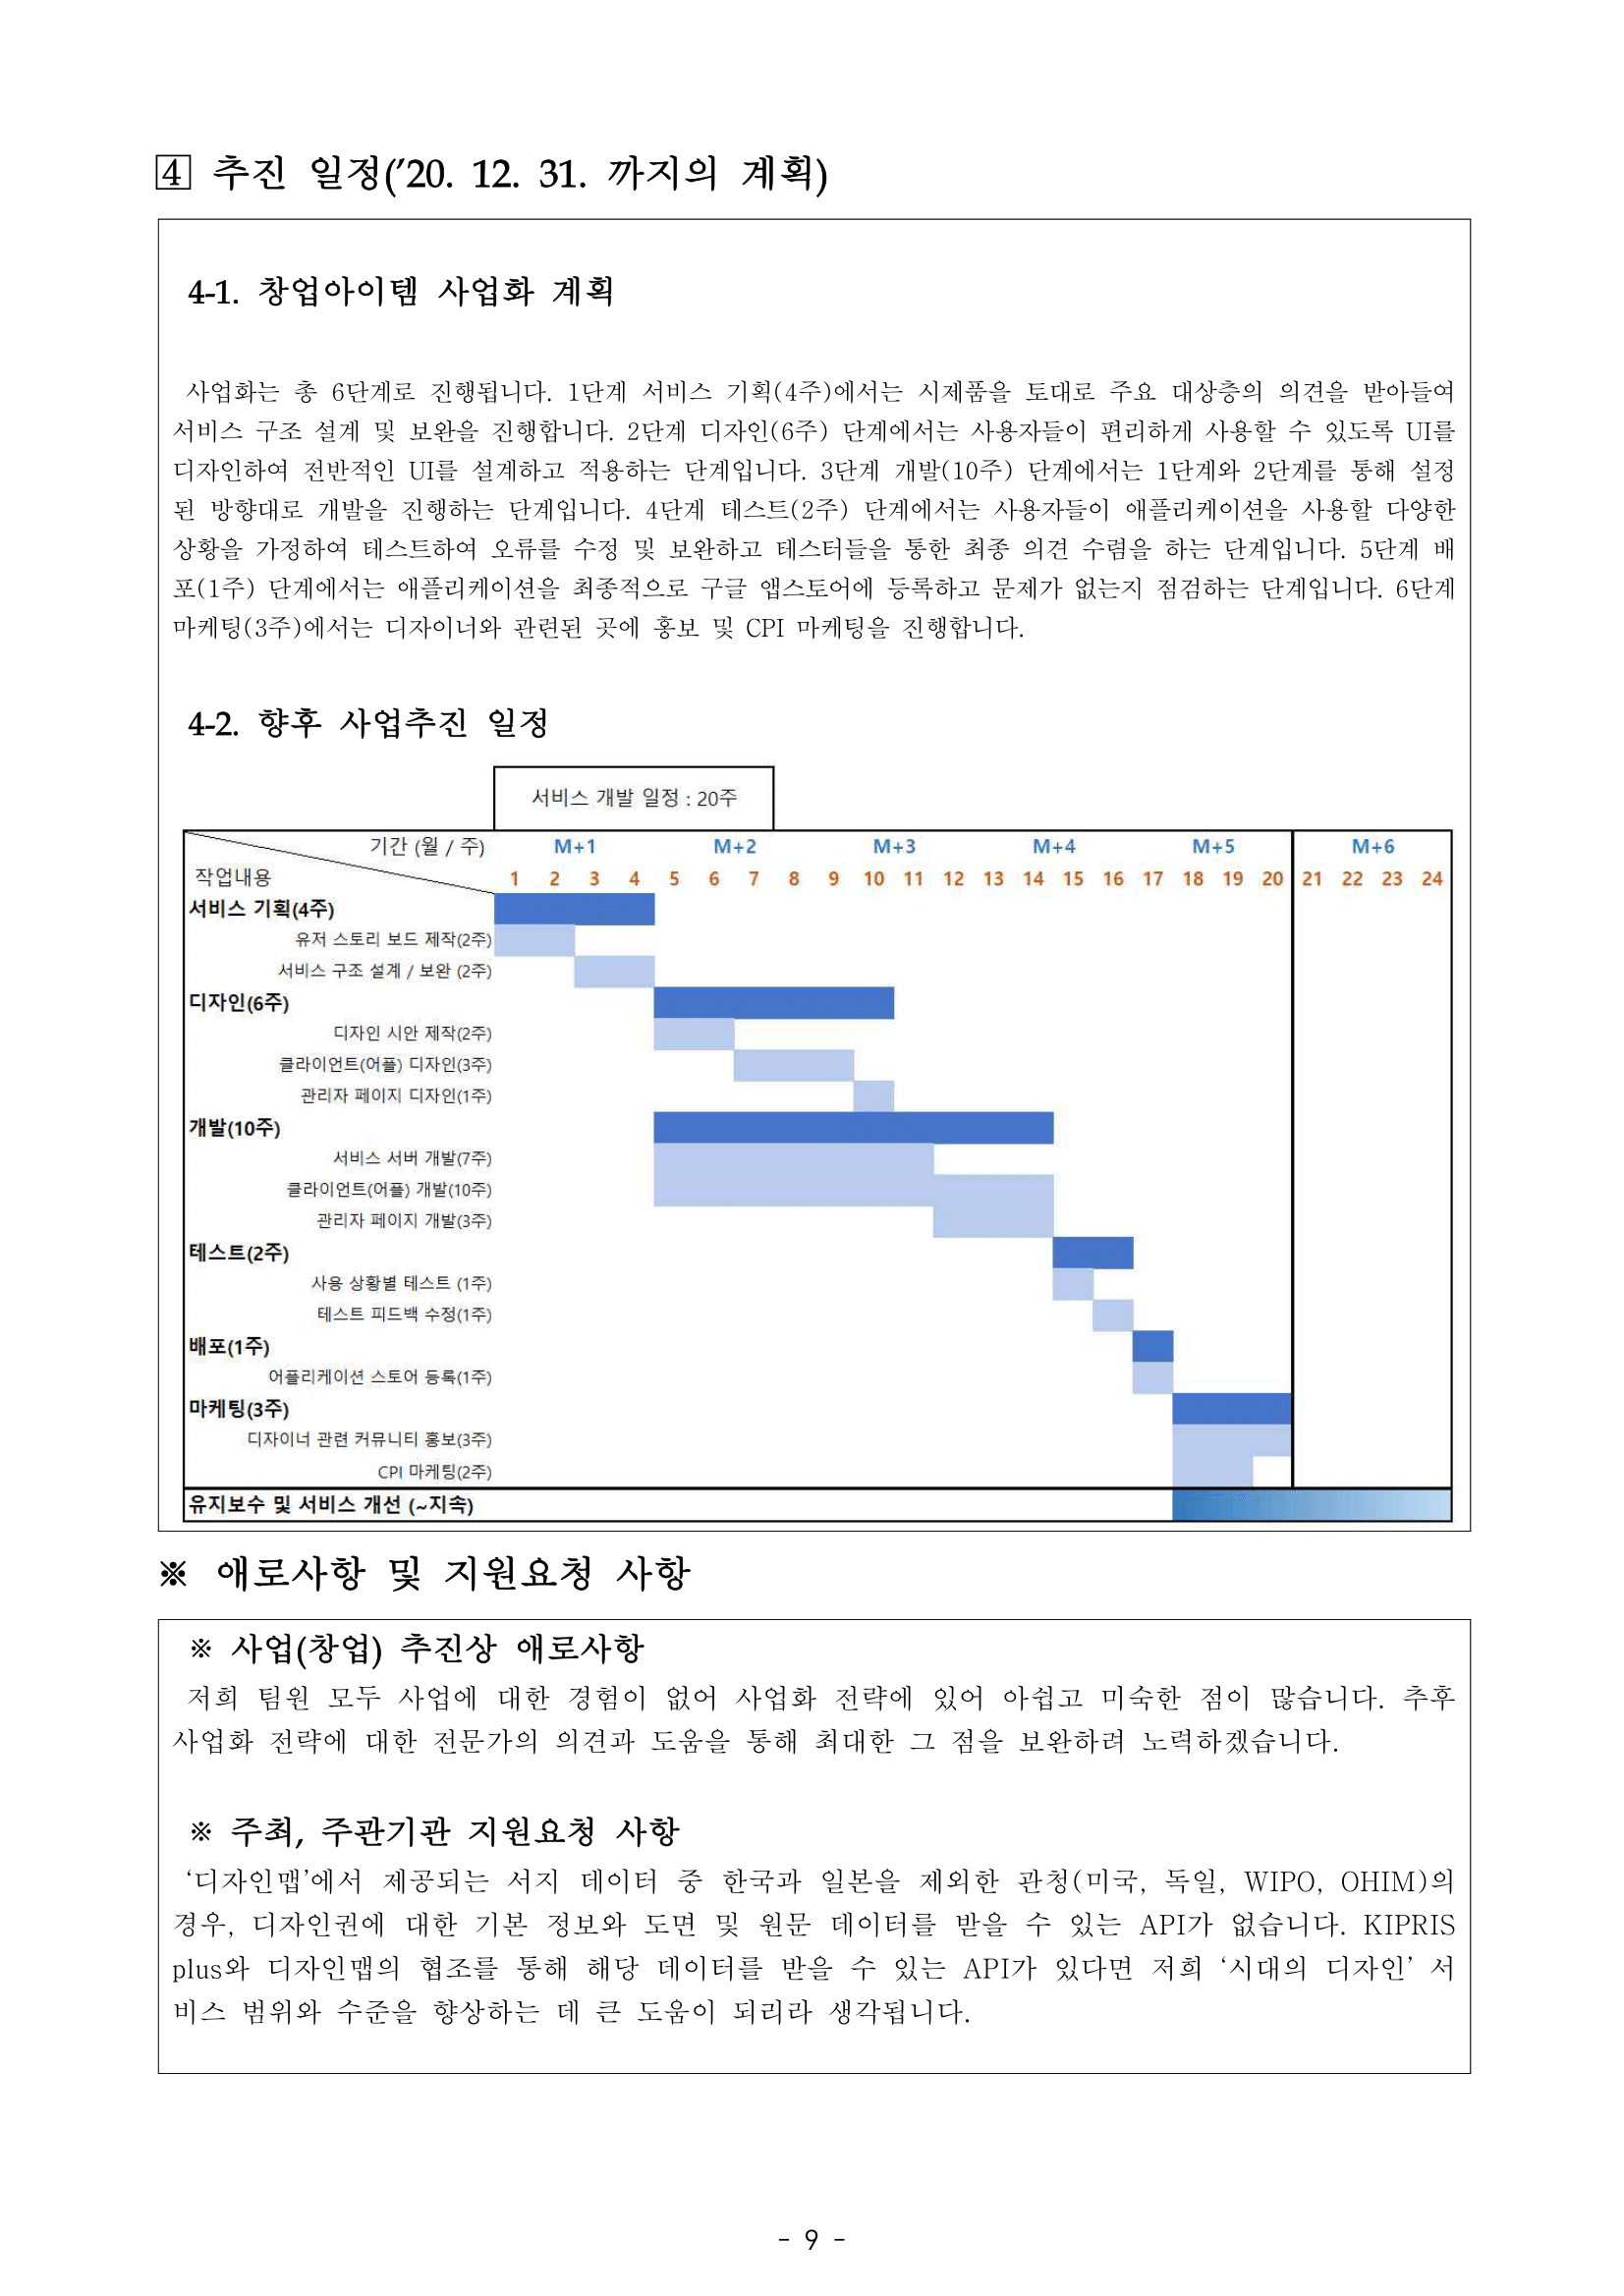 4 추진 일정('20. 12. 31. 까지의 계획)
4-1. 창업아이템 사업화 계획
사업화는 총 6단계로 진행됩니다. 1단계 서비스 기획(4주)에서는 시제품을 토대로 주요 대상층의 의견을 받아들여
서비스 구조 설계 및 보완을 진행합니다. 2단계 디자인(6주) 단계에서는 사용자들이 편리하게 사용할 수 있도록 UI를
디자인하여 전반적인 UI를 설계하고 적용하는 단계입니다. 3단계 개발(10주) 단계에서는 1단계와 2단계를 통해 설정
된 방향대로 개발을 진행하는 단계입니다. 4단계 테스트(2주) 단계에서는 사용자들이 애플리케이션을 사용할 다양한
상황을 가정하여 테스트하여 오류를 수정 및 보완하고 테스터들을 통한 최종 의견 수렴을 하는 단계입니다. 5단계 배
포(1주) 단계에서는 애플리케이션을 최종적으로 구글 앱스토어에 등록하고 문제가 없는지 점검하는 단계입니다. 6단계
마케팅(3주)에서는 디자이너와 관련된 곳에 홍보 및 CPI 마케팅을 진행합니다.
4-2. 향후 사업추진 일정
서비스 개발 일정 : 20주
기간 (월 / 주) M+1 M+2 M+3 M+4 M+5 M+6
작업내용 1 2 3 4 5 6 7 8 9 10 11 12 13 14 15 16 17 18 19 20 21 22 23 24
서비스 기획(4주)
유저 스토리 보드 제작(2주)
서비스 구조 설계 / 보완 (2주)
디자인(6주)
디자인 시안 제작(2주)
클라이언트(어플) 디자인(3주)
관리자 페이지 디자인(1주)
개발(10주)
서비스 서버 개발(7주)
클라이언트(어플) 개발(10주)
관리자 페이지 개발(3주)
테스트(2주)
사용 상황별 테스트 (1주)
테스트 피드백 수정(1주)
배포(1주)
어플리케이션 스토어 등록(1주)
마케팅(3주)
디자이너 관련 커뮤니티 홍보(3주)
CPI 마케팅(2주)
유지보수 및 서비스 개선 (~지속)
※ 애로사항 및 지원요청 사항
※ 사업(창업) 추진상 애로사항
저희 팀원 모두 사업에 대한 경험이 없어 사업화 전략에 있어 아쉽고 미숙한 점이 많습니다. 추후
사업화 전략에 대한 전문가의 의견과 도움을 통해 최대한 그 점을 보완하려 노력하겠습니다.
※ 주최, 주관기관 지원요청 사항
‘디자인맵’에서 제공되는 서지 데이터 중 한국과 일본을 제외한 관청(미국, 독일, WIPO, OHIM)의
경우, 디자인권에 대한 기본 정보와 도면 및 원문 데이터를 받을 수 있는 API가 없습니다. KIPRIS
plus와 디자인맵의 협조를 통해 해당 데이터를 받을 수 있는 API가 있다면 저희 ‘시대의 디자인’ 서
비스 범위와 수준을 향상하는 데 큰 도움이 되리라 생각됩니다.
- 9 -